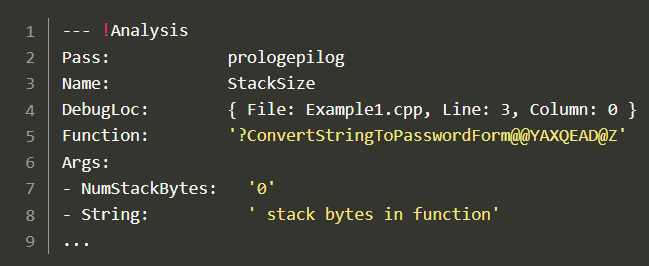 1 --- !Analysis
2 Pass:            prologepilog
3 Name:            StackSize
4 DebugLoc:        { File: Example1.cpp, Line: 3, Column: 0 }
5 Function:        '?ConvertStringToPasswordForm@@YAXQEAD@Z'
6 Args:
7 - NumStackBytes:   '0'
8 - String:          ' stack bytes in function'
9 ...